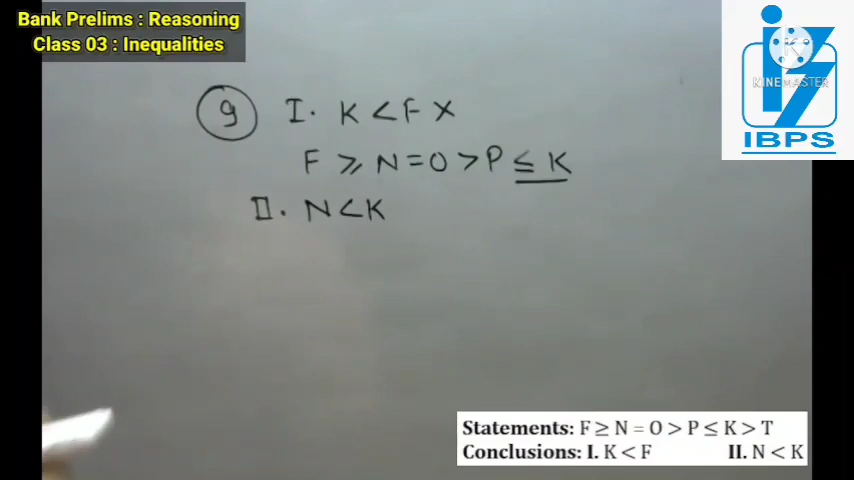 Bank Prelims : Reasoning
Class 03 : Inequalities
KINEMASTER
IBPS
9 I. K < F ×
F ≥ N = O > P ≤ K
II. N < K
Statements: F ≥ N = O > P ≤ K > T
Conclusions: I. K < F II. N < K